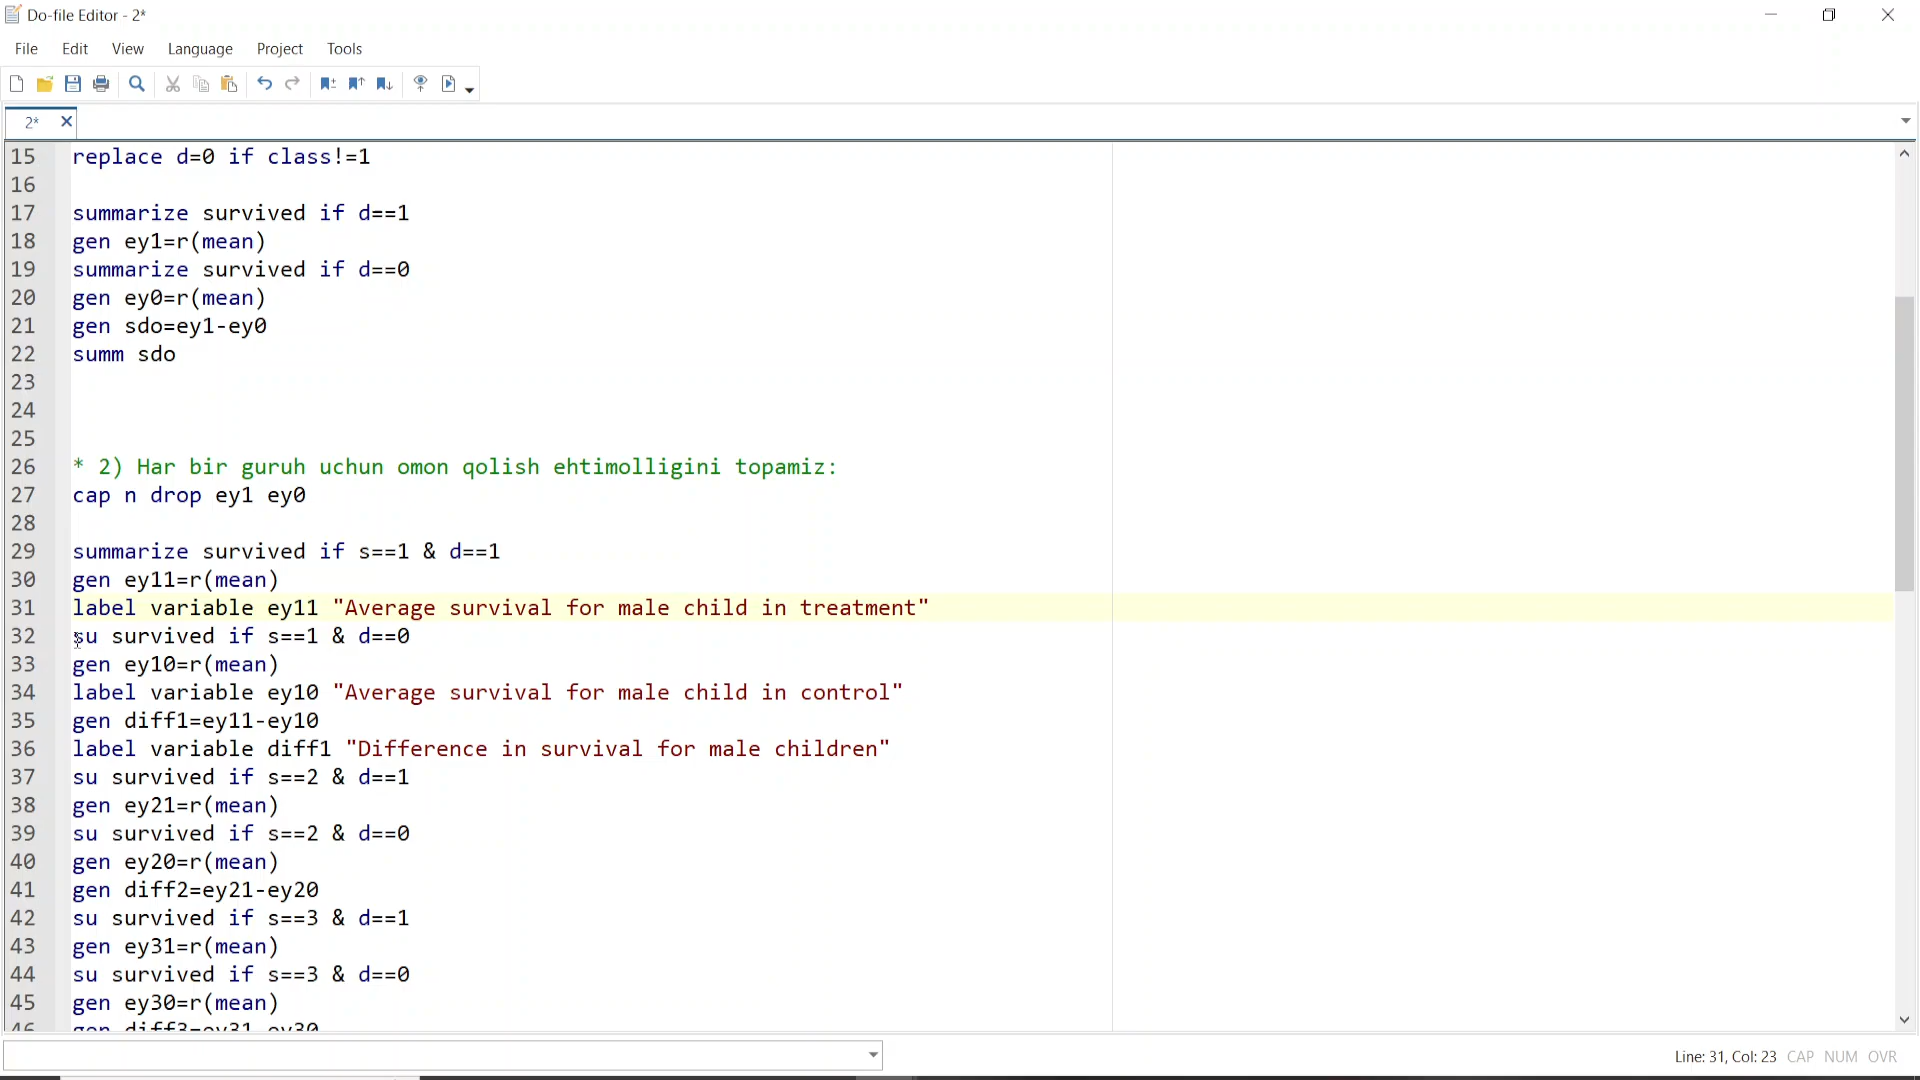 Do-file Editor - 2*
File Edit View Language Project Tools
2*
15 replace d=0 if class!=1
16
17 summarize survived if d==1
18 gen ey1=r(mean)
19 summarize survived if d==0
20 gen ey0=r(mean)
21 gen sdo=ey1-ey0
22 summ sdo
23
24
25
26 * 2) Har bir guruh uchun omon qolish ehtimolligini topamiz:
27 cap n drop ey1 ey0
28
29 summarize survived if s==1 & d==1
30 gen ey11=r(mean)
31 label variable ey11 "Average survival for male child in treatment"
32 su survived if s==1 & d==0
33 gen ey10=r(mean)
34 label variable ey10 "Average survival for male child in control"
35 gen diff1=ey11-ey10
36 label variable diff1 "Difference in survival for male children"
37 su survived if s==2 & d==1
38 gen ey21=r(mean)
39 su survived if s==2 & d==0
40 gen ey20=r(mean)
41 gen diff2=ey21-ey20
42 su survived if s==3 & d==1
43 gen ey31=r(mean)
44 su survived if s==3 & d==0
45 gen ey30=r(mean)
46 gen diff3=ey31-ey30
Line: 31, Col: 23 CAP NUM OVR